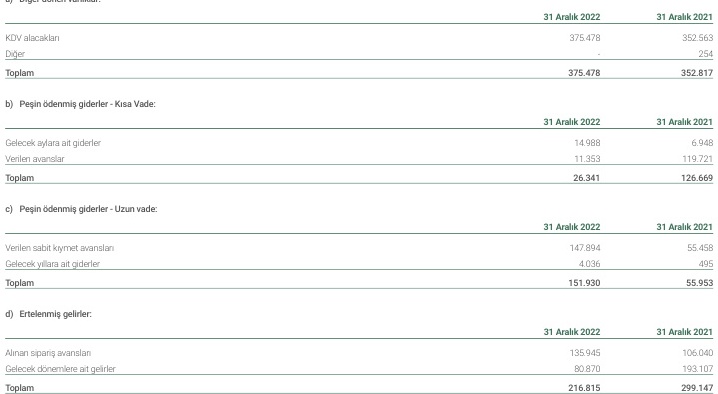 a) Diğer dönen varlıklar:
31 Aralık 2022 31 Aralık 2021
KDV alacakları 375.478 352.563
Diğer - 254
Toplam 375.478 352.817
b) Peşin ödenmiş giderler - Kısa Vade:
31 Aralık 2022 31 Aralık 2021
Gelecek aylara ait giderler 14.988 6.948
Verilen avanslar 11.353 119.721
Toplam 26.341 126.669
c) Peşin ödenmiş giderler - Uzun vade:
31 Aralık 2022 31 Aralık 2021
Verilen sabit kıymet avansları 147.894 55.458
Gelecek yıllara ait giderler 4.036 495
Toplam 151.930 55.953
d) Ertelenmiş gelirler:
31 Aralık 2022 31 Aralık 2021
Alınan sipariş avansları 135.945 106.040
Gelecek dönemlere ait gelirler 80.870 193.107
Toplam 216.815 299.147